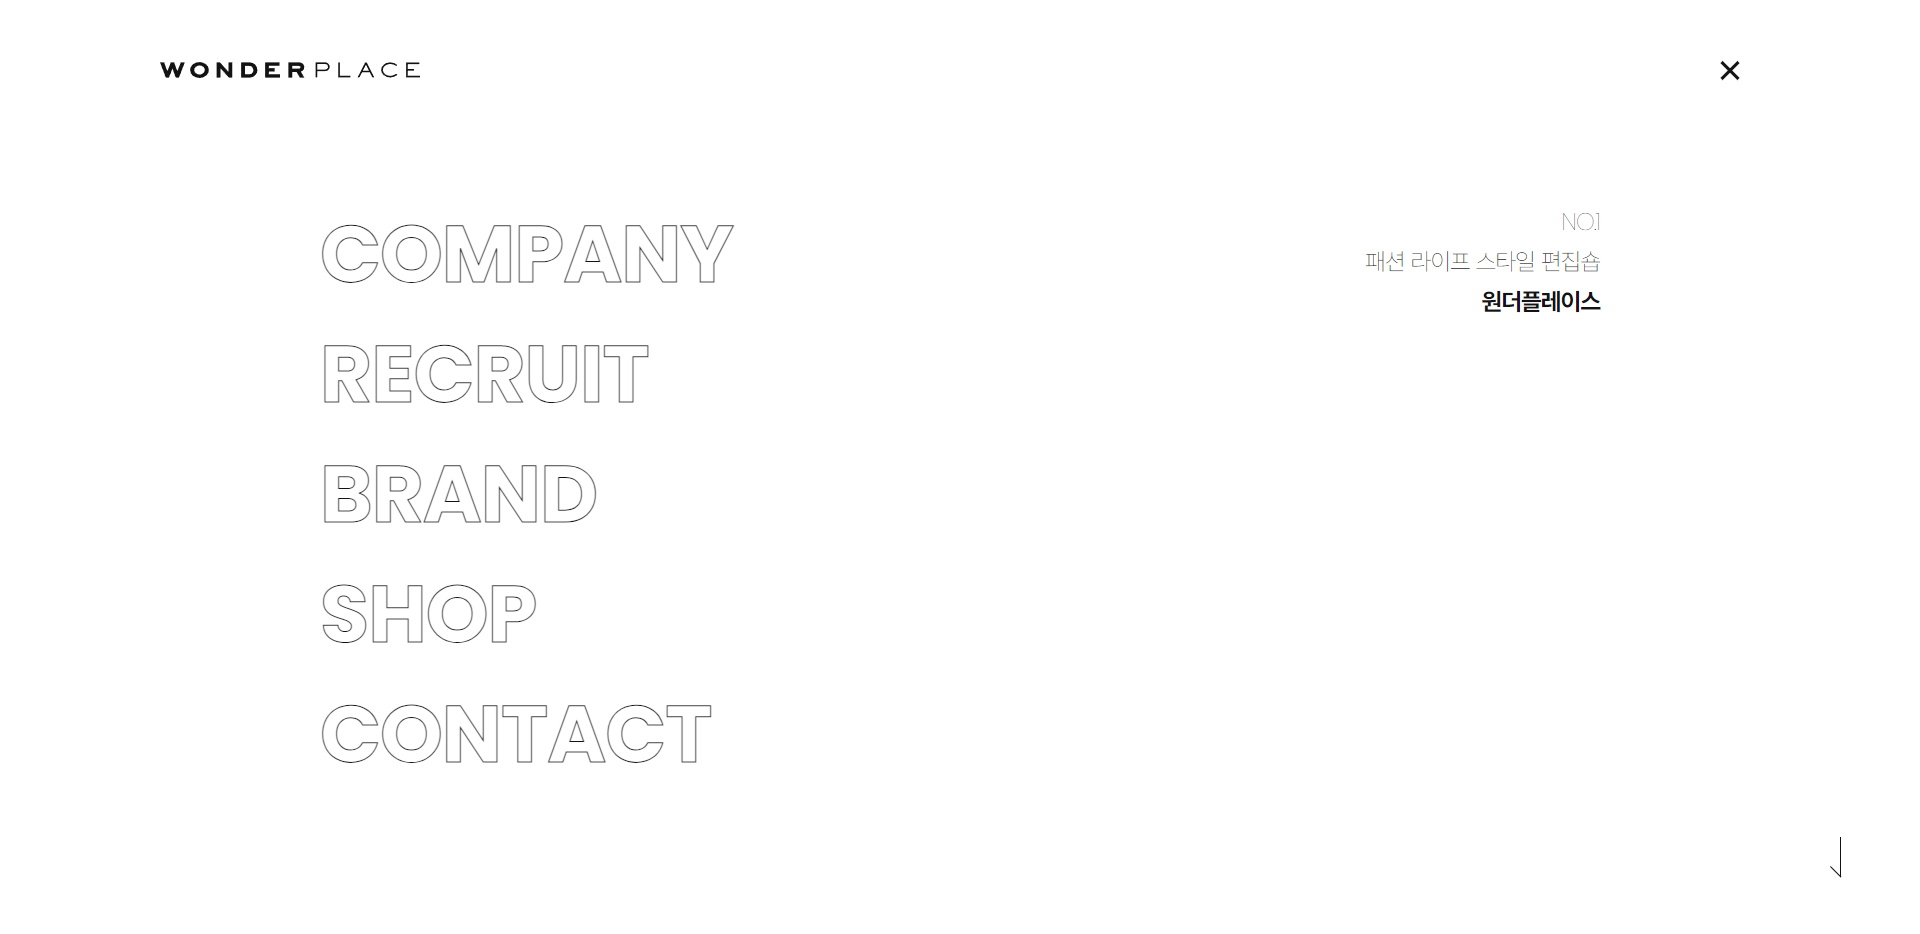 WONDERPLACE
COMPANY
RECRUIT
BRAND
SHOP
CONTACT
NO.1
패션 라이프 스타일 편집숍
원더플레이스